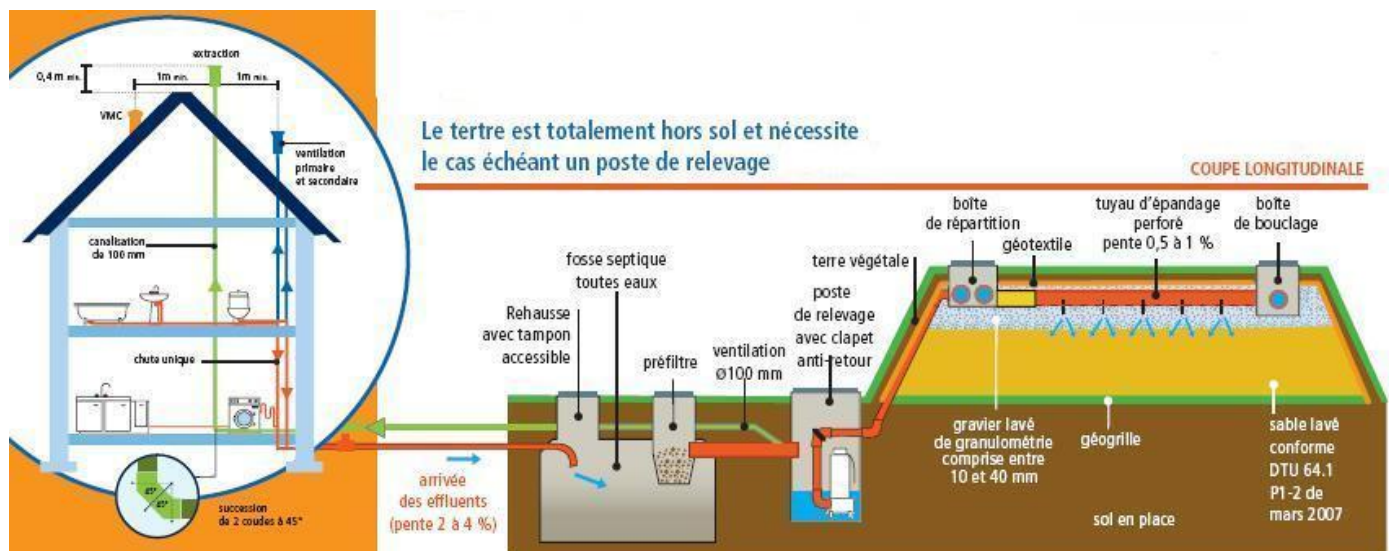 extraction
0,4 m min.
1m min.
1m min.
VMC
ventilation
primaire
et secondaire
canalisation
de 100 mm
chute unique
45°
45°
succession
de 2 coudes à 45°
Le tertre est totalement hors sol et nécessite
le cas échéant un poste de relevage
COUPE LONGITUDINALE
arrivée
des effluents
(pente 2 à 4 %)
Rehausse
avec tampon
accessible
fosse septique
toutes eaux
préfiltre
ventilation
Ø100 mm
poste
de relevage
avec clapet
anti-retour
terre végétale
boîte
de répartition
géotextile
tuyau d'épandage
perforé
pente 0,5 à 1 %
boîte
de bouclage
gravier lavé
de granulométrie
comprise entre
10 et 40 mm
géogrille
sol en place
sable lavé
conforme
DTU 64.1
P1-2 de
mars 2007